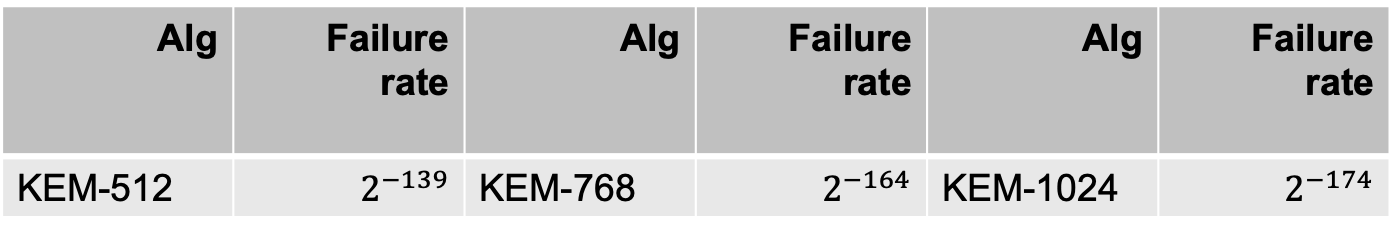 Alg Failure rate Alg Failure rate Alg Failure rate
KEM-512 2⁻¹³⁹ KEM-768 2⁻¹⁶⁴ KEM-1024 2⁻¹⁷⁴